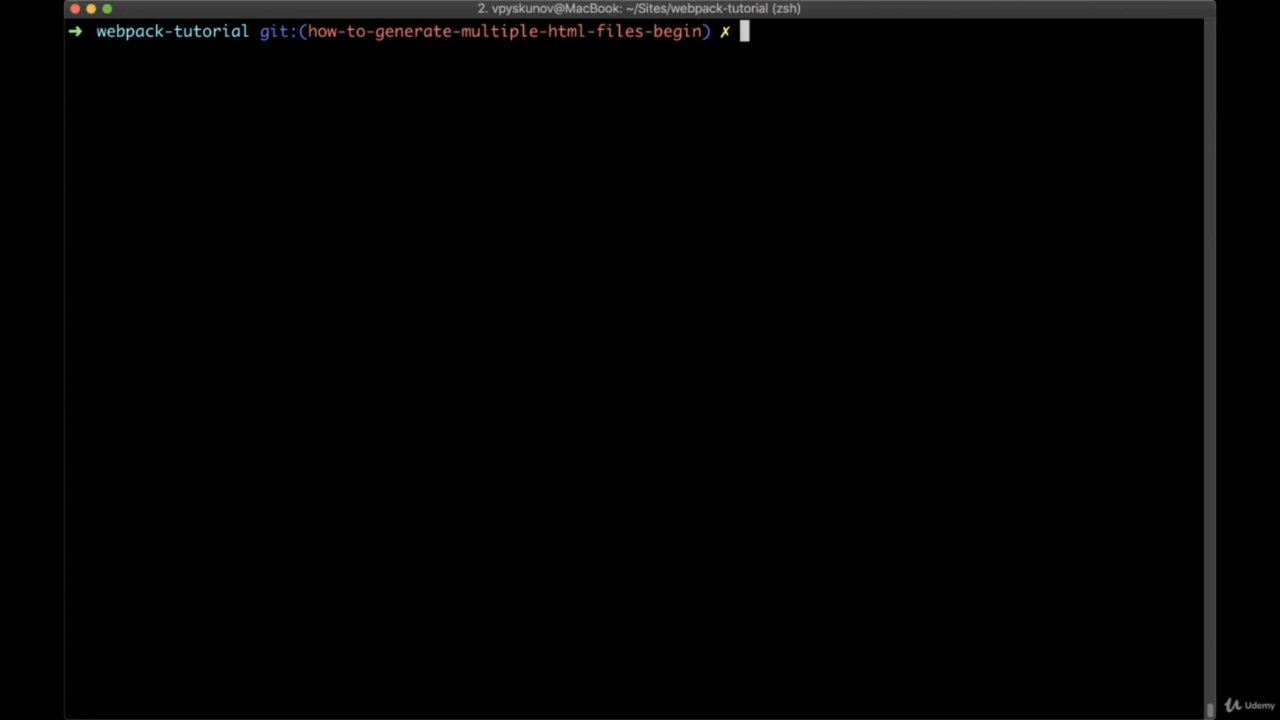 2. vpyskunov@MacBook: ~/Sites/webpack-tutorial (zsh)
➜ webpack-tutorial git:(how-to-generate-multiple-html-files-begin) ✗
Udemy